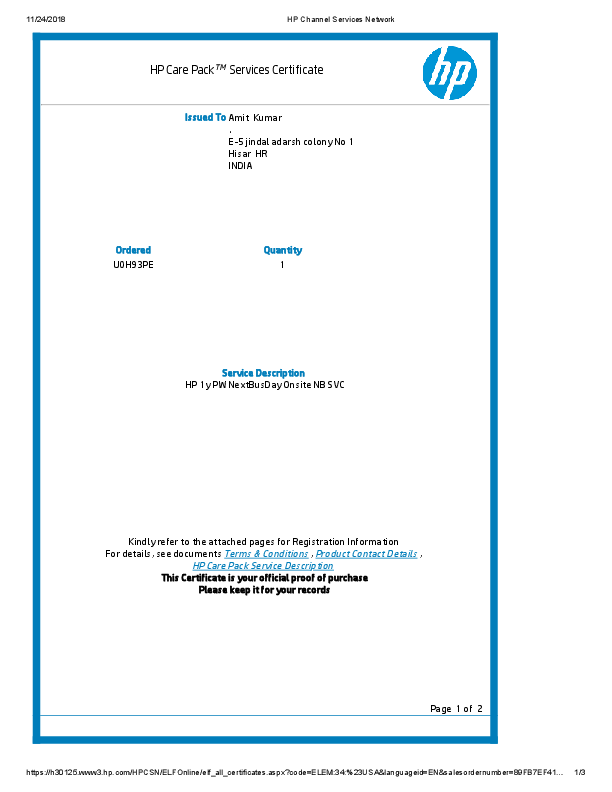 11/24/2018 HP Channel Services Network
HP Care Pack™ Services Certificate
hp
Issued To Amit Kumar
,
E-5 jindal adarsh colony No 1
Hisar HR
INDIA
Ordered Quantity
U0H93PE 1
Service Description
HP 1y PW NextBusDay Onsite NB SVC
Kindly refer to the attached pages for Registration Information
For details, see documents Terms & Conditions , Product Contact Details ,
HP Care Pack Service Description
This Certificate is your official proof of purchase
Please keep it for your records
Page 1 of 2
https://h30125.www3.hp.com/HPCSN/ELFOnline/elf_all_certificates.aspx?code=ELEM:34:%23USA&languageid=EN&salesordernumber=89FB7EF41... 1/3